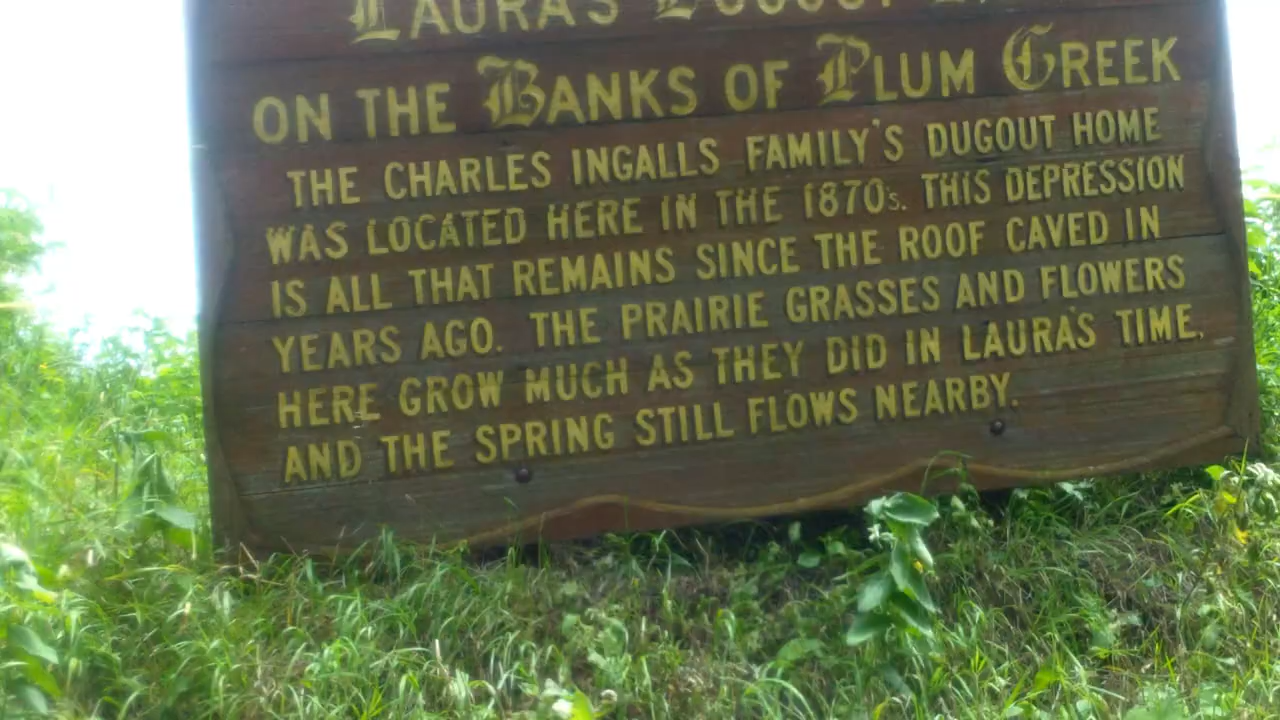 LAURA'S DUGOUT
ON THE BANKS OF PLUM CREEK
THE CHARLES INGALLS FAMILY'S DUGOUT HOME
WAS LOCATED HERE IN THE 1870s. THIS DEPRESSION
IS ALL THAT REMAINS SINCE THE ROOF CAVED IN
YEARS AGO. THE PRAIRIE GRASSES AND FLOWERS
HERE GROW MUCH AS THEY DID IN LAURA'S TIME,
AND THE SPRING STILL FLOWS NEARBY.